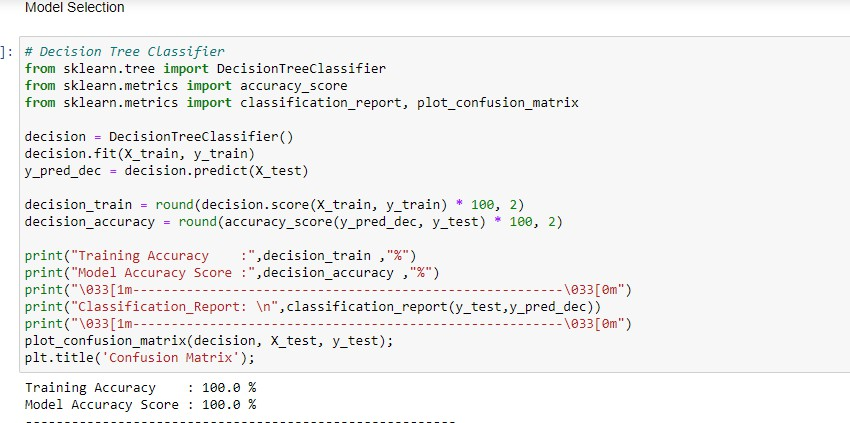 Model Selection
]: # Decision Tree Classifier
from sklearn.tree import DecisionTreeClassifier
from sklearn.metrics import accuracy_score
from sklearn.metrics import classification_report, plot_confusion_matrix
decision = DecisionTreeClassifier()
decision.fit(X_train, y_train)
y_pred_dec = decision.predict(X_test)
decision_train = round(decision.score(X_train, y_train) * 100, 2)
decision_accuracy = round(accuracy_score(y_pred_dec, y_test) * 100, 2)
print("Training Accuracy    :",decision_train ,"%")
print("Model Accuracy Score :",decision_accuracy ,"%")
print("\033[1m--------------------------------------------------------\033[0m")
print("Classification_Report: \n",classification_report(y_test,y_pred_dec))
print("\033[1m--------------------------------------------------------\033[0m")
plot_confusion_matrix(decision, X_test, y_test);
plt.title('Confusion Matrix');
Training Accuracy    : 100.0 %
Model Accuracy Score : 100.0 %
--------------------------------------------------------